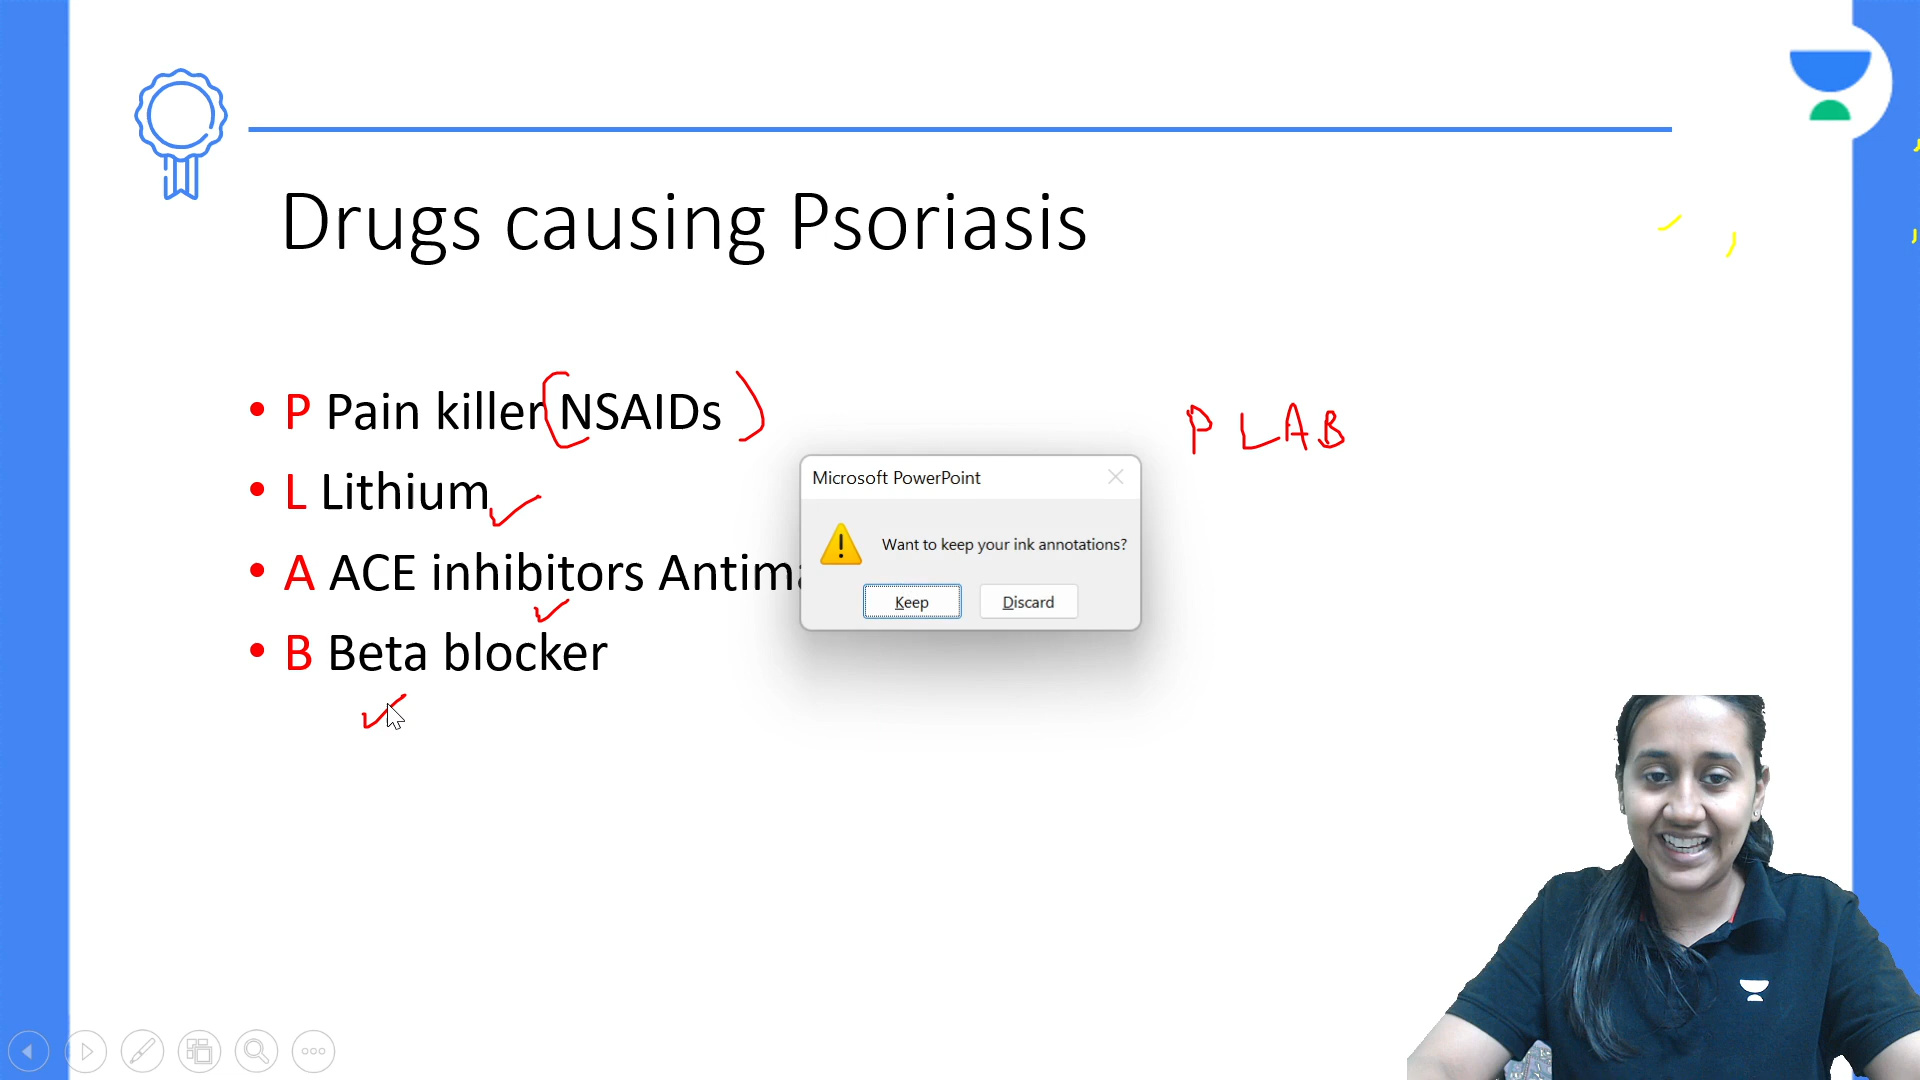 Drugs causing Psoriasis
• P Pain killer (NSAIDs )
P LAB
• L Lithium
• A ACE inhibitors
• B Beta blocker
Microsoft PowerPoint
Want to keep your ink annotations?
Keep
Discard